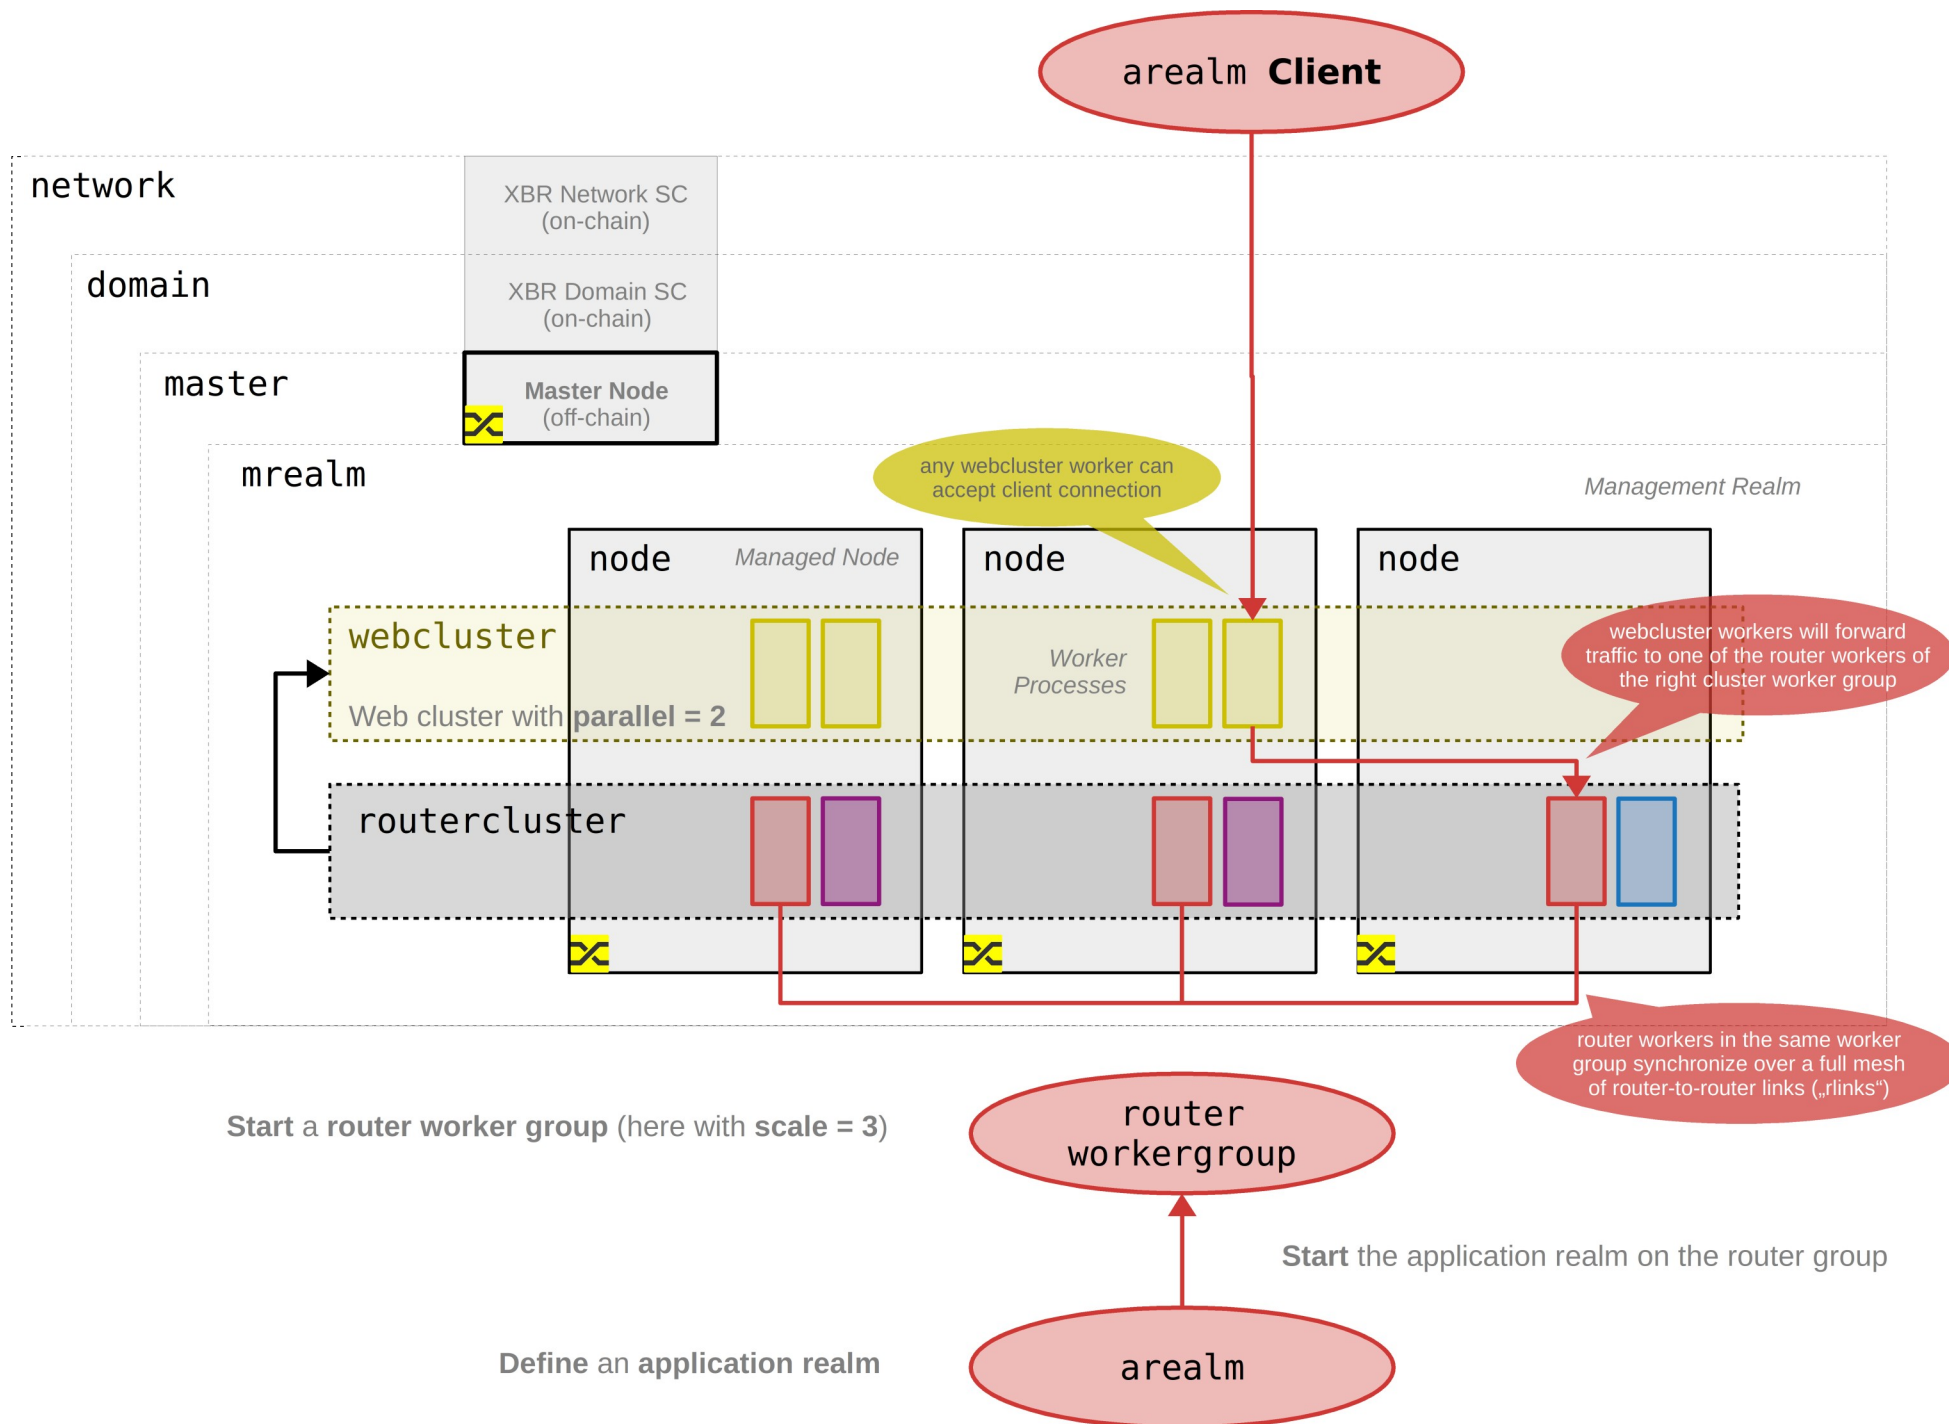 arealm Client
network
XBR Network SC
(on-chain)
domain
XBR Domain SC
(on-chain)
master
Master Node
(off-chain)
mrealm
any webcluster worker can
accept client connection
Management Realm
node
Managed Node
node
node
webcluster
Worker
Processes
webcluster workers will forward
traffic to one of the router workers of
the right cluster worker group
Web cluster with parallel = 2
routercluster
router workers in the same worker
group synchronize over a full mesh
of router-to-router links („rlinks“)
Start a router worker group (here with scale = 3)
router
workergroup
Start the application realm on the router group
Define an application realm
arealm